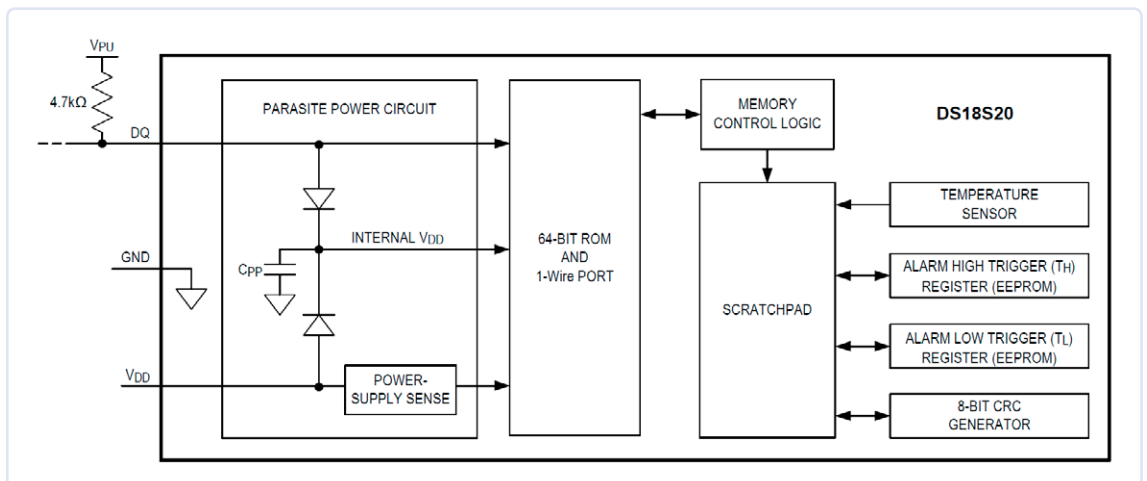 VPU
4.7kΩ
DQ
GND
VDD
PARASITE POWER CIRCUIT
INTERNAL VDD
CPP
POWER-
SUPPLY SENSE
64-BIT ROM
AND
1-Wire PORT
MEMORY
CONTROL LOGIC
SCRATCHPAD
DS18S20
TEMPERATURE
SENSOR
ALARM HIGH TRIGGER (TH)
REGISTER (EEPROM)
ALARM LOW TRIGGER (TL)
REGISTER (EEPROM)
8-BIT CRC
GENERATOR